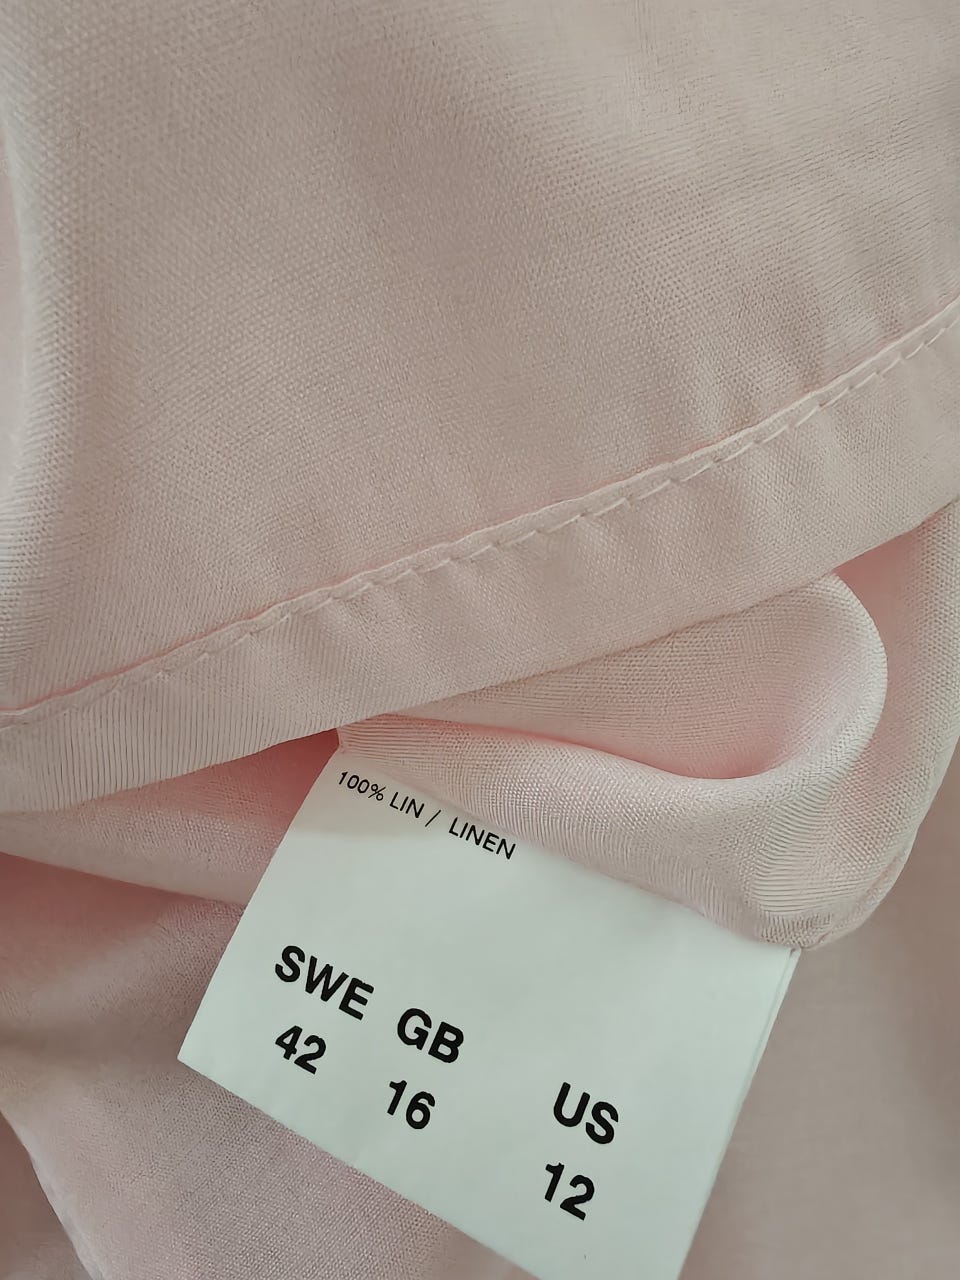 100% LIN / LINEN
SWE GB US
42 16 12